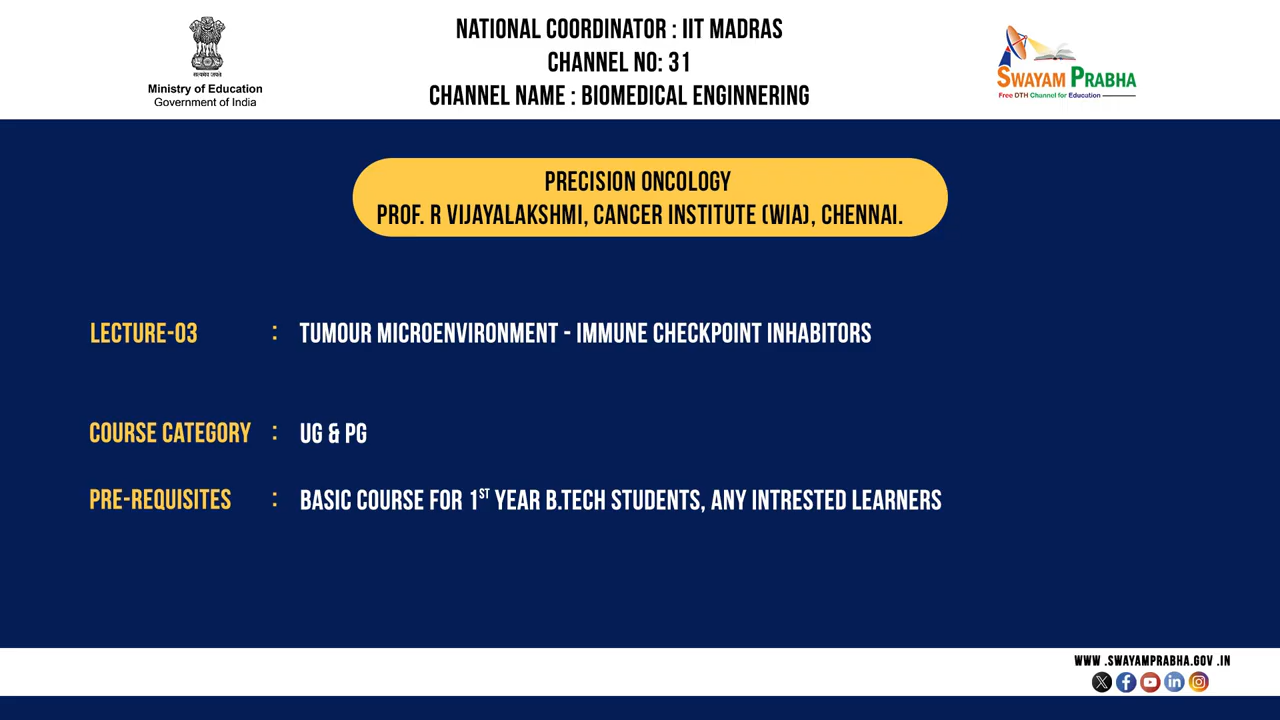 NATIONAL COORDINATOR : IIT MADRAS
CHANNEL NO: 31
CHANNEL NAME : BIOMEDICAL ENGINNERING
सत्यमेव जयते
Ministry of Education
Government of India
SWAYAM PRABHA
Free DTH Channel for Education
PRECISION ONCOLOGY
PROF. R VIJAYALAKSHMI, CANCER INSTITUTE (WIA), CHENNAI.
LECTURE-03 : TUMOUR MICROENVIRONMENT - IMMUNE CHECKPOINT INHABITORS
COURSE CATEGORY : UG & PG
PRE-REQUISITES : BASIC COURSE FOR 1ST YEAR B.TECH STUDENTS, ANY INTRESTED LEARNERS
WWW .SWAYAMPRABHA.GOV .IN